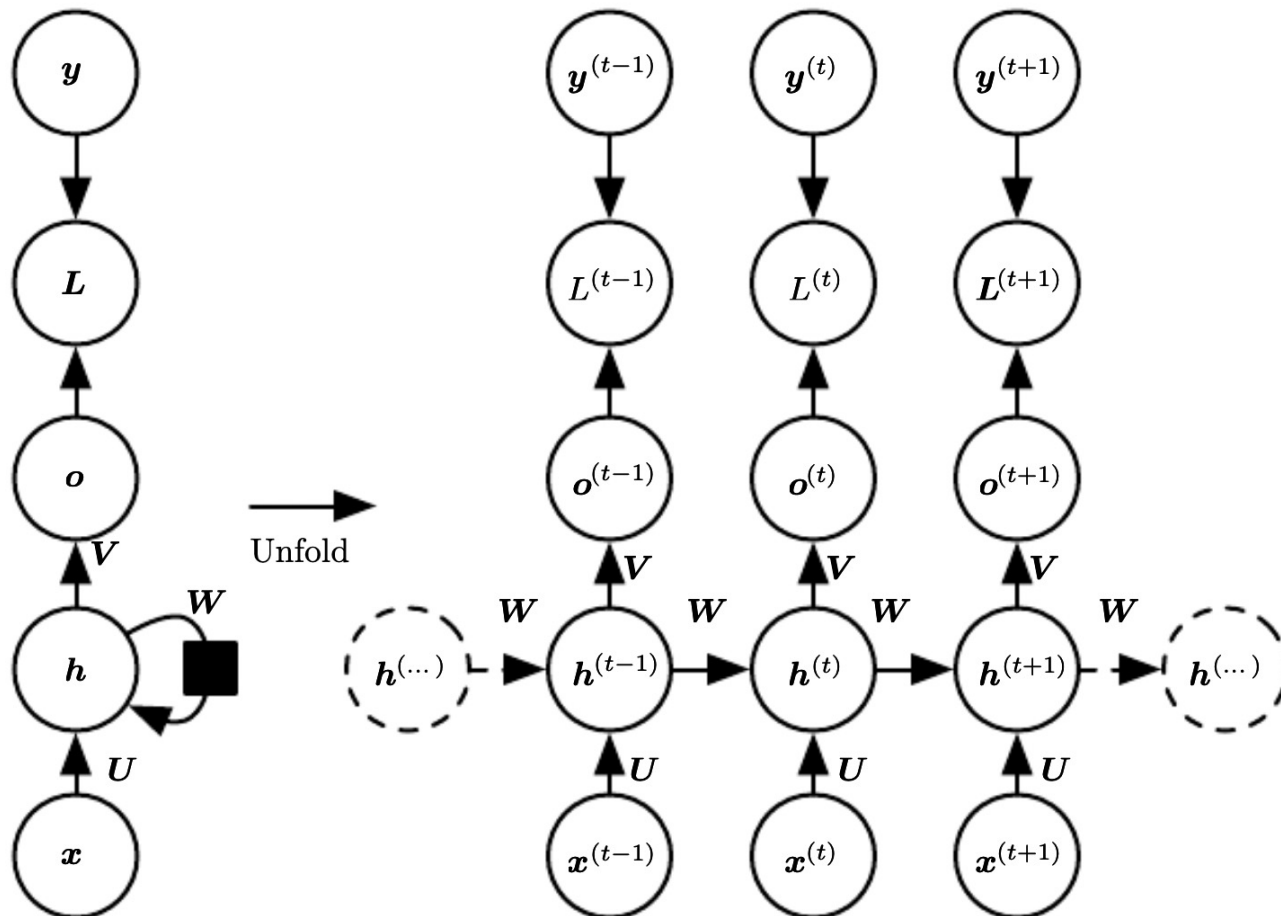 y y^{(t−1)} y^{(t)} y^{(t+1)}
L L^{(t−1)} L^{(t)} L^{(t+1)}
o o^{(t−1)} o^{(t)} o^{(t+1)}
Unfold
V V V V
W W W W W
h h^{(...)} h^{(t−1)} h^{(t)} h^{(t+1)} h^{(...)}
U U U U
x x^{(t−1)} x^{(t)} x^{(t+1)}